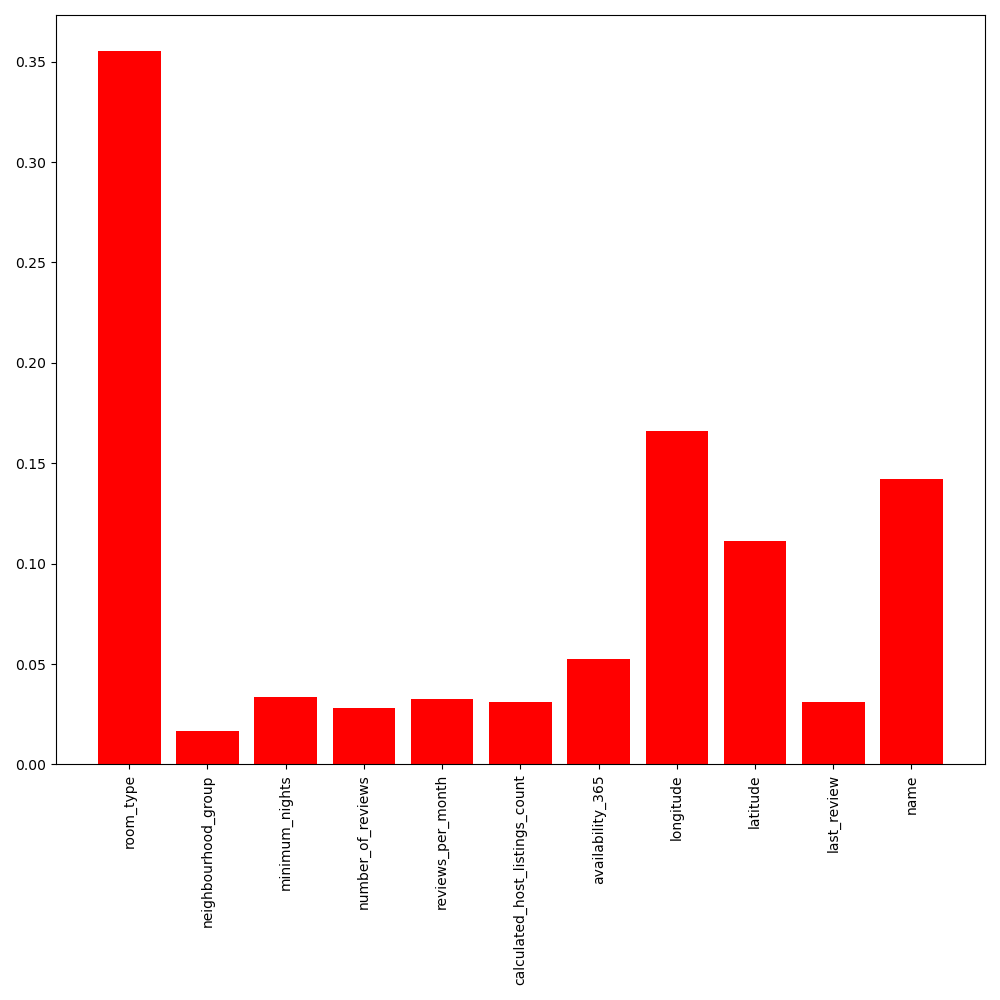 0.35
0.30
0.25
0.20
0.15
0.10
0.05
0.00
room_type
neighbourhood_group
minimum_nights
number_of_reviews
reviews_per_month
calculated_host_listings_count
availability_365
longitude
latitude
last_review
name